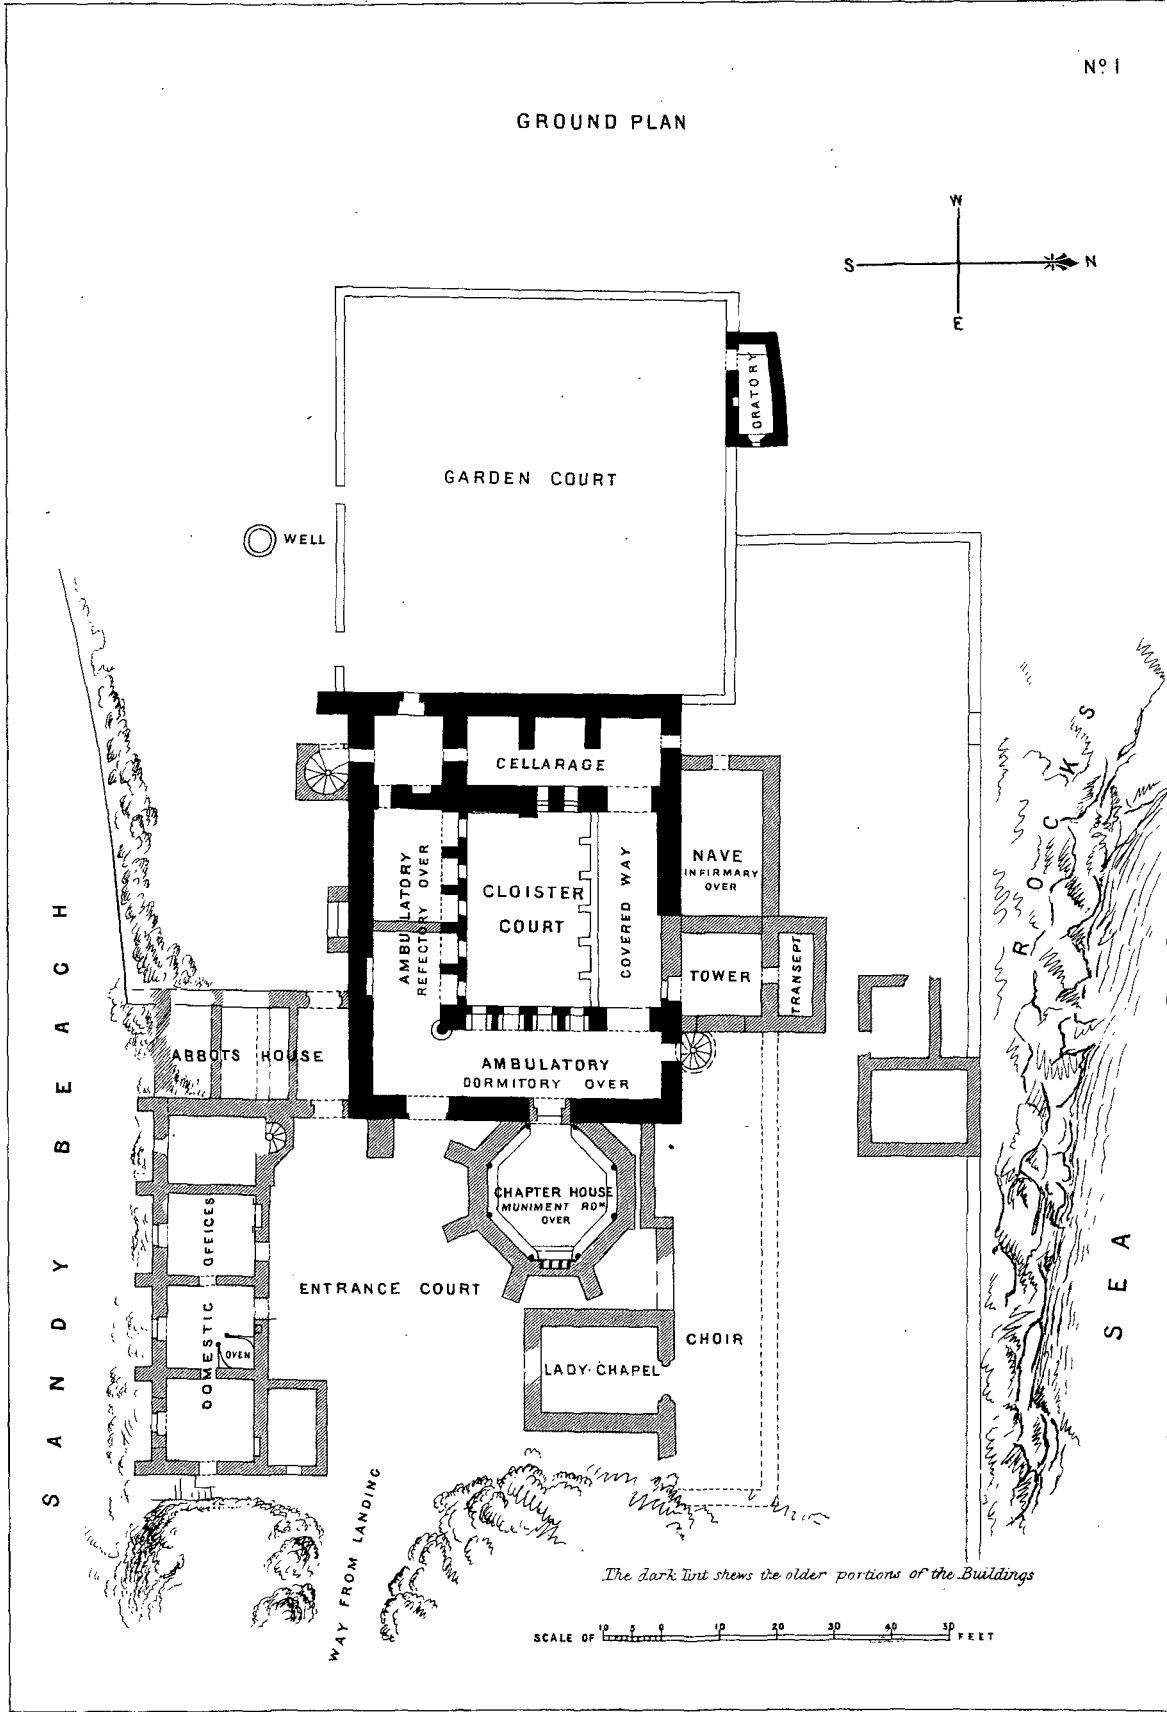 Nº 1
GROUND PLAN
W
S
N
E
ORATORY
GARDEN COURT
WELL
CELLARAGE
NAVE
INFIRMARY
OVER
AMBULATORY
REFECTORY OVER
CLOISTER
COURT
COVERED WAY
TOWER
TRANSEPT
ROCKS
SANDY BEACH
ABBOTS HOUSE
AMBULATORY
DORMITORY OVER
CHAPTER HOUSE
MUNIMENT ROM
OVER
DOMESTIC OFFICES
OVEN
ENTRANCE COURT
LADY-CHAPEL
CHOIR
SEA
WAY FROM LANDING
The dark Tint shews the older portions of the Buildings
SCALE OF 10 5 0 10 20 30 40 50 FEET